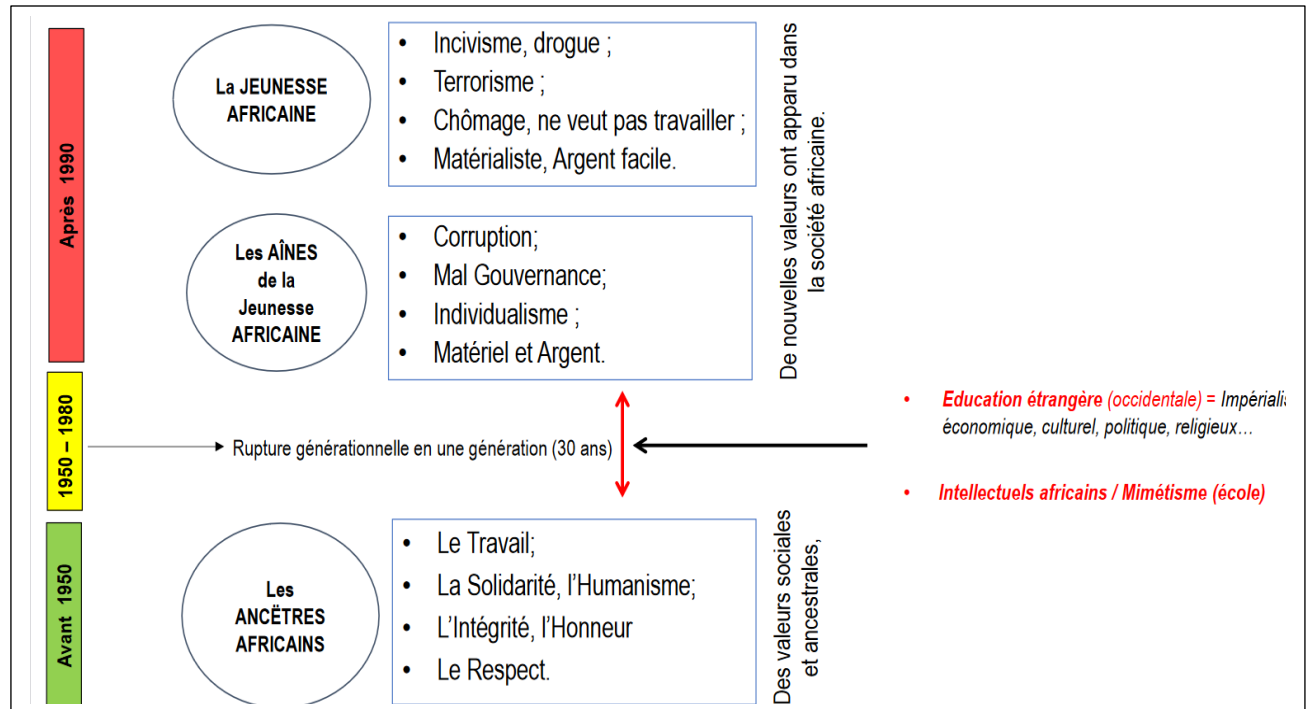 Après 1990
La JEUNESSE
AFRICAINE
• Incivisme, drogue ;
• Terrorisme ;
• Chômage, ne veut pas travailler ;
• Matérialiste, Argent facile.
De nouvelles valeurs ont apparu dans
la société africaine.
Les AÎNES
de la
Jeunesse
AFRICAINE
• Corruption;
• Mal Gouvernance;
• Individualisme ;
• Matériel et Argent.
1950 – 1980
Rupture générationnelle en une génération (30 ans)
• Education étrangère (occidentale) =
économique, culturel, politique, religieux…
• Intellectuels africains / Mimétisme (école)
Avant 1950
Les
ANCËTRES
AFRICAINS
• Le Travail;
• La Solidarité, l’Humanisme;
• L’Intégrité, l’Honneur
• Le Respect.
Des valeurs sociales
et ancestrales,